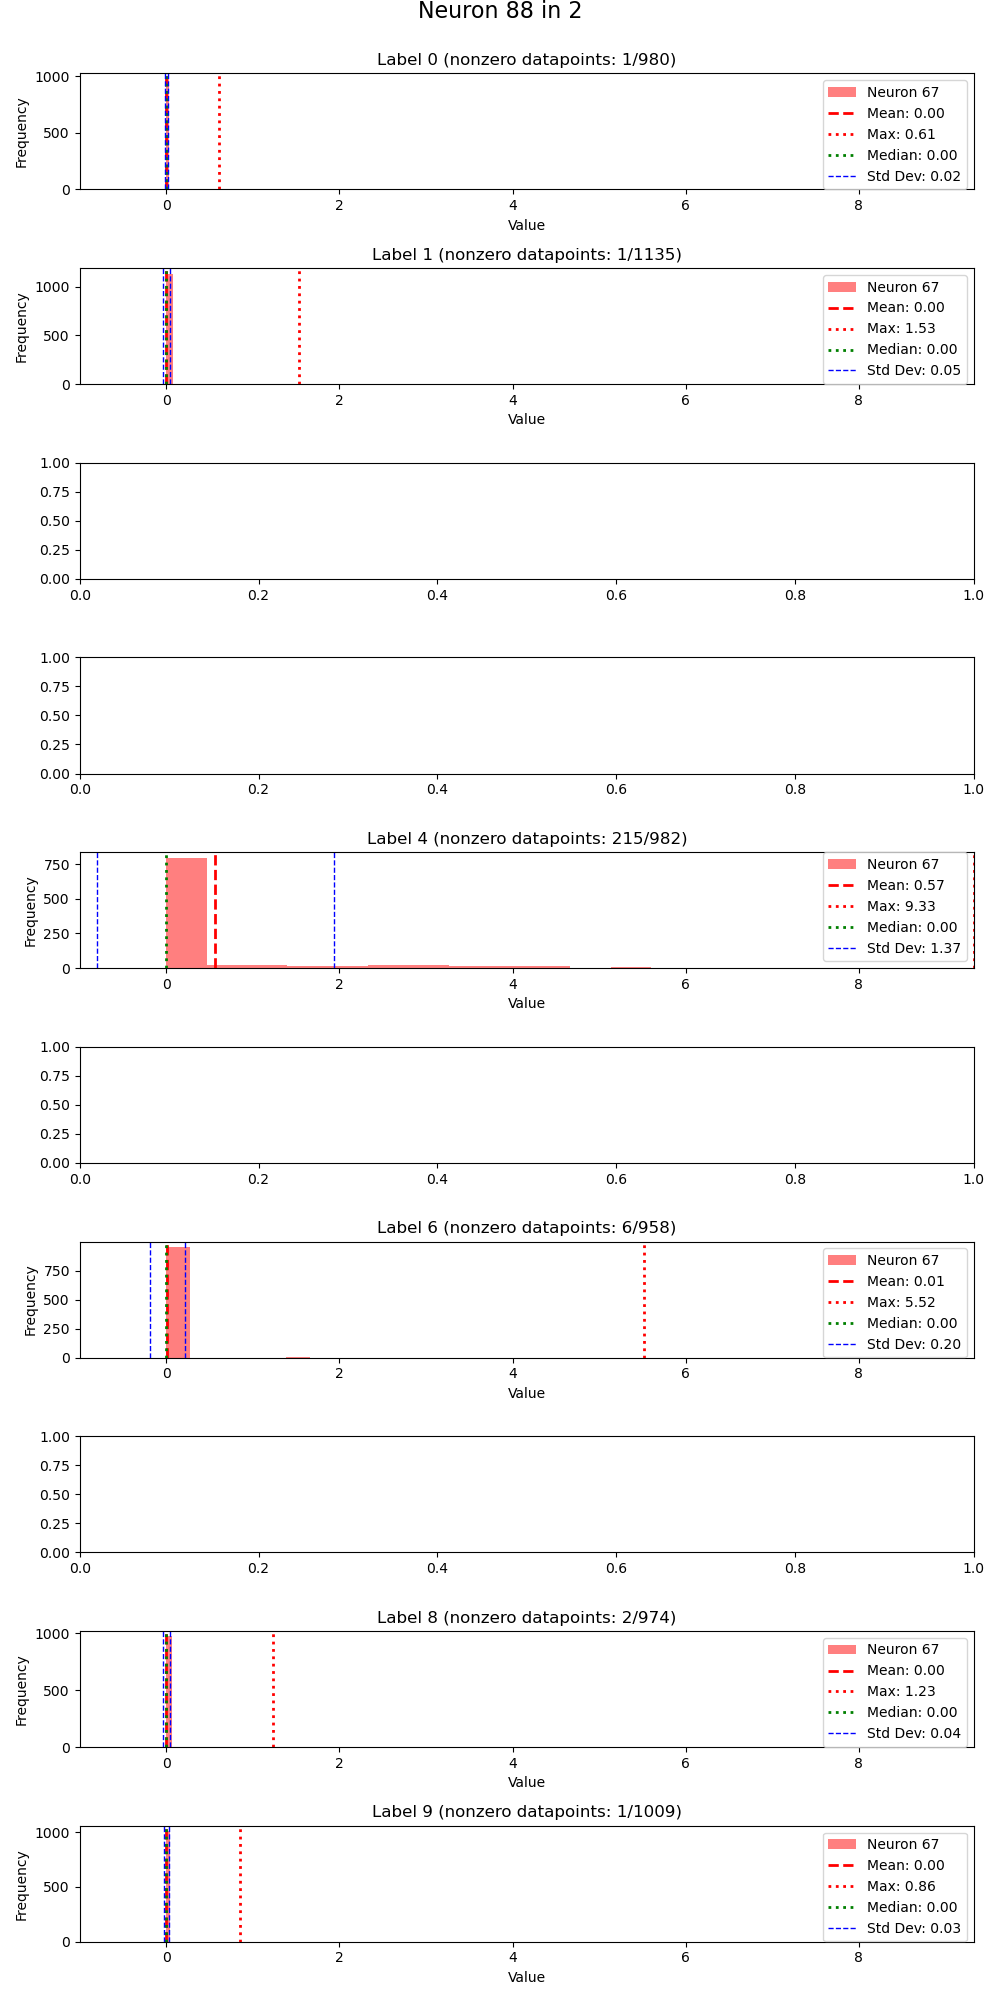 Neuron 88 in 2
Label 0 (nonzero datapoints: 1/980)
Frequency
1000
500
0
Neuron 67
Mean: 0.00
Max: 0.61
Median: 0.00
Std Dev: 0.02
0 2 4 6 8
Value
Label 1 (nonzero datapoints: 1/1135)
Frequency
1000
500
0
Neuron 67
Mean: 0.00
Max: 1.53
Median: 0.00
Std Dev: 0.05
0 2 4 6 8
Value
1.00
0.75
0.50
0.25
0.00
0.0 0.2 0.4 0.6 0.8 1.0
1.00
0.75
0.50
0.25
0.00
0.0 0.2 0.4 0.6 0.8 1.0
Label 4 (nonzero datapoints: 215/982)
Frequency
750
500
250
0
Neuron 67
Mean: 0.57
Max: 9.33
Median: 0.00
Std Dev: 1.37
0 2 4 6 8
Value
1.00
0.75
0.50
0.25
0.00
0.0 0.2 0.4 0.6 0.8 1.0
Label 6 (nonzero datapoints: 6/958)
Frequency
750
500
250
0
Neuron 67
Mean: 0.01
Max: 5.52
Median: 0.00
Std Dev: 0.20
0 2 4 6 8
Value
1.00
0.75
0.50
0.25
0.00
0.0 0.2 0.4 0.6 0.8 1.0
Label 8 (nonzero datapoints: 2/974)
Frequency
1000
500
0
Neuron 67
Mean: 0.00
Max: 1.23
Median: 0.00
Std Dev: 0.04
0 2 4 6 8
Value
Label 9 (nonzero datapoints: 1/1009)
Frequency
1000
500
0
Neuron 67
Mean: 0.00
Max: 0.86
Median: 0.00
Std Dev: 0.03
0 2 4 6 8
Value